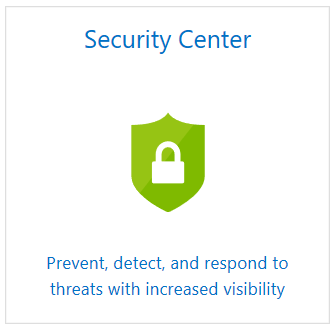 Security Center
Prevent, detect, and respond to
threats with increased visibility